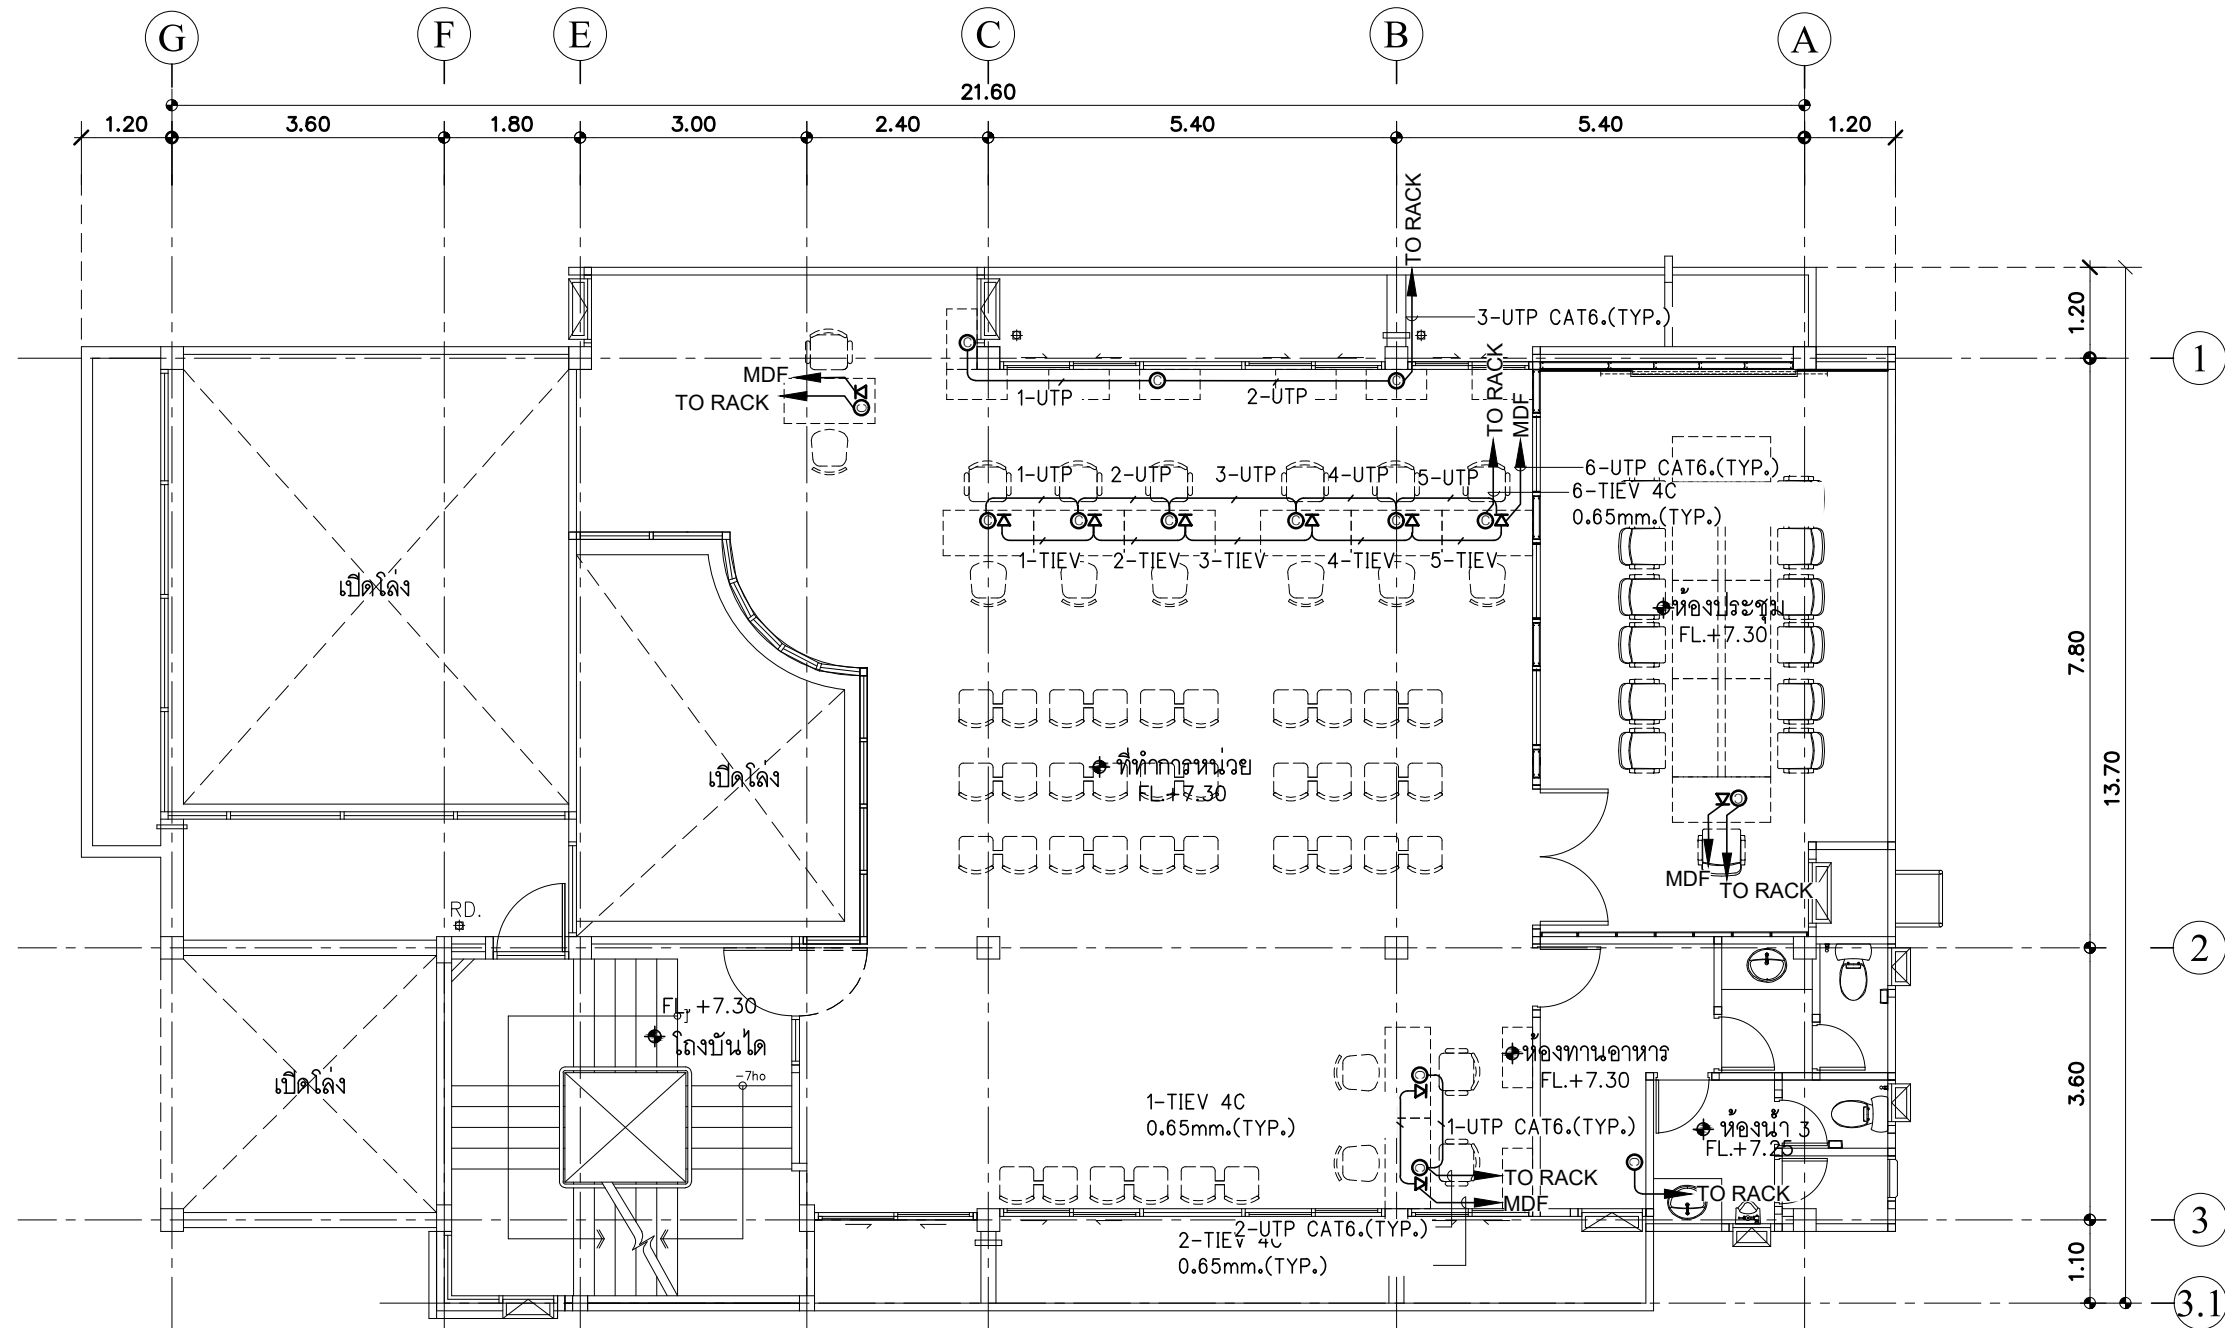 G
F
E
C
B
A
21.60
1.20
3.60
1.80
3.00
2.40
5.40
5.40
1.20
TO RACK
1.20
3-UTP CAT6.(TYP.)
1
MDF
TO RACK
1-UTP
2-UTP
TO RACK
MDF
1-UTP
2-UTP
3-UTP
4-UTP
5-UTP
6-UTP CAT6.(TYP.)
6-TIEV 4C
0.65mm.(TYP.)
1-TIEV
2-TIEV
3-TIEV
4-TIEV
5-TIEV
เปิดโล่ง
ห้องประชุม
FL.+7.30
7.80
13.70
เปิดโล่ง
ที่ทำการหน่วย
FL.+7.30
MDF
TO RACK
RD.
2
FL.+7.30
โถงบันได
ห้องทานอาหาร
FL.+7.30
เปิดโล่ง
3.60
1-TIEV 4C
0.65mm.(TYP.)
1-UTP CAT6.(TYP.)
ห้องน้ำ 3
FL.+7.25
TO RACK
MDF
TO RACK
2-UTP CAT6.(TYP.)
2-TIEV 4C
0.65mm.(TYP.)
3
1.10
3.1